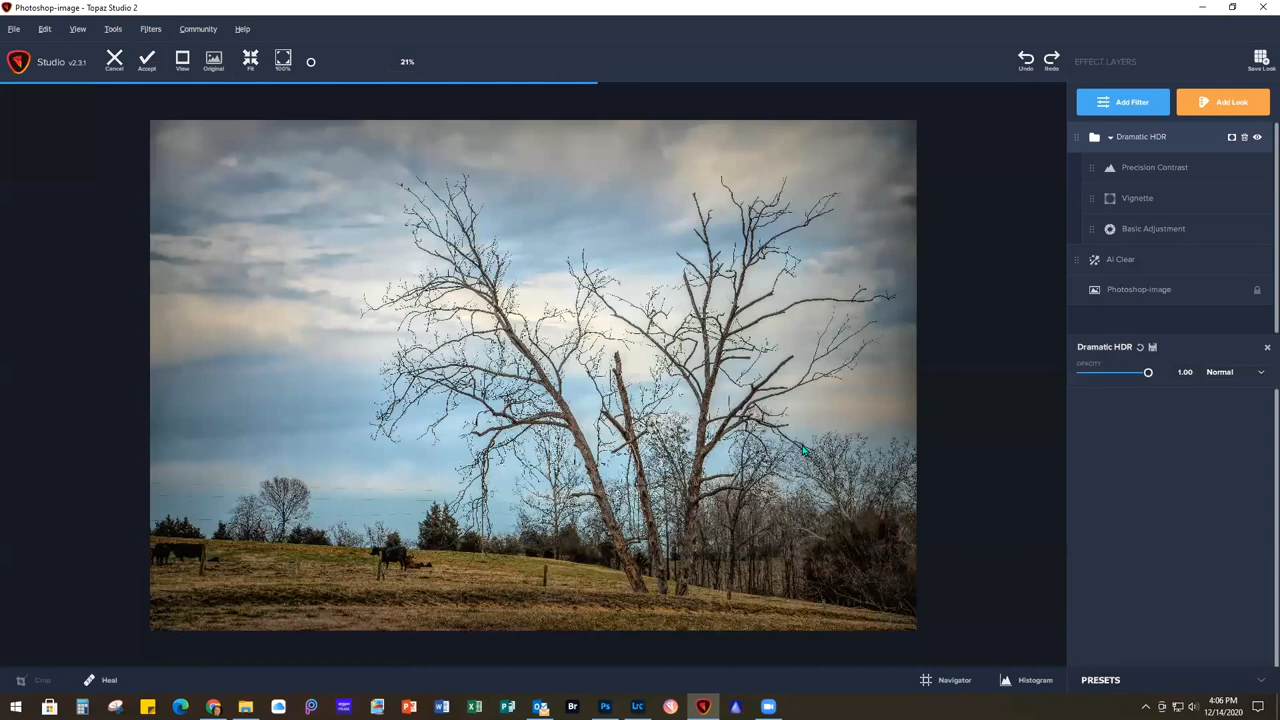 Photoshop-image - Topaz Studio 2
File Edit View Tools Filters Community Help
Studio v2.3.1
Cancel Accept View Original Fit 100% 21% Undo Redo
EFFECT LAYERS
Save Look
Add Filter Add Look
Dramatic HDR
Precision Contrast
Vignette
Basic Adjustment
AI Clear
Photoshop-image
Dramatic HDR
OPACITY
1.00 Normal
Crop Heal Navigator Histogram PRESETS
Br Ps Lrc
4:06 PM
12/14/2020